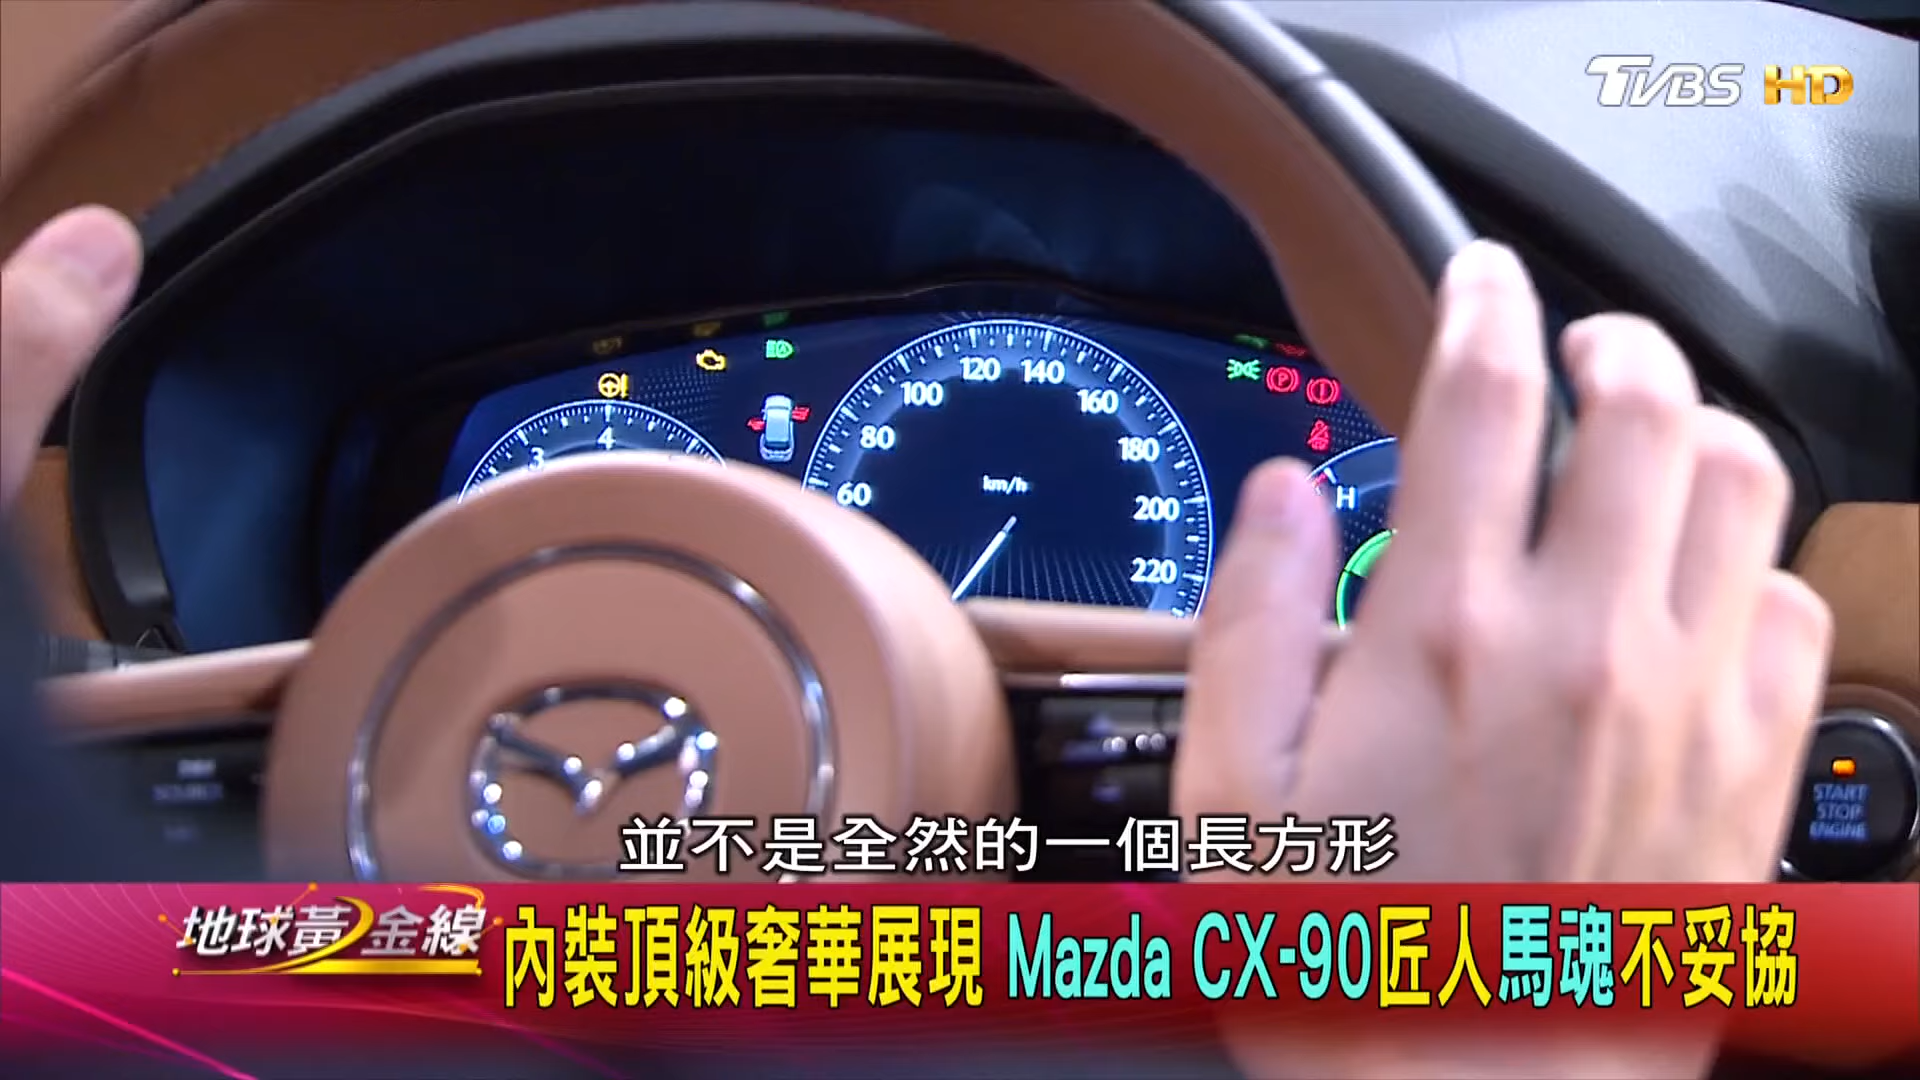 TVBS HD
120 140
100 160
4
3
80 180
60
km/h
H
200
220
START
STOP
ENGINE
並不是全然的一個長方形
地球黃金線
內裝頂級奢華展現 Mazda CX-90匠人馬魂不妥協